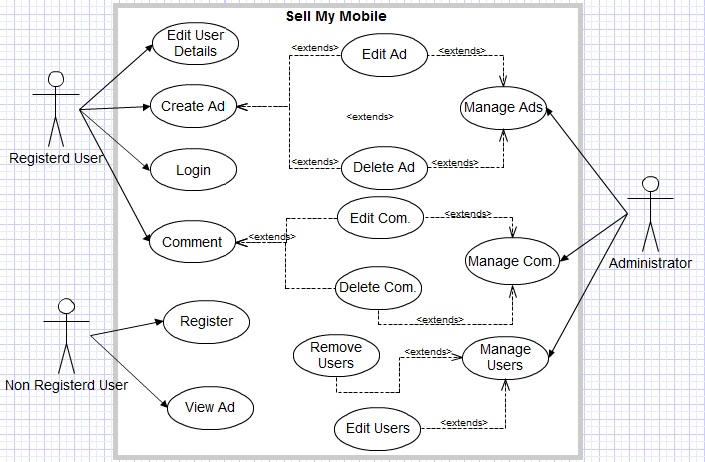 Sell My Mobile
Edit User
Details
<extends>
Edit Ad
<extends>
Create Ad
<extends>
Manage Ads
Registerd User
Login
<extends>
Delete Ad
<extends>
Comment
<extends>
Edit Com.
<extends>
Manage Com.
Administrator
Delete Com.
<extends>
Register
Non Registerd User
Remove
Users
<extends>
Manage
Users
View Ad
Edit Users
<extends>